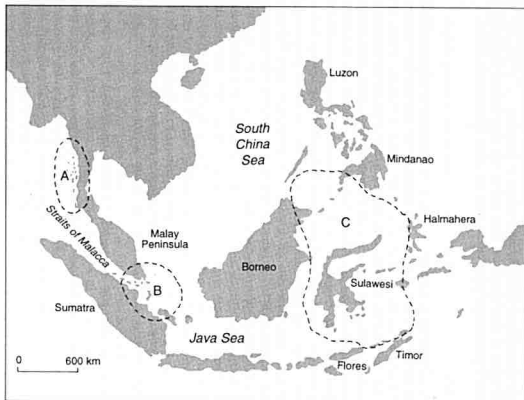 Luzon
South
China
Sea
Mindanao
A
Straits of Malacca
Malay
Peninsula
C
Halmahera
Borneo
B
Sulawesi
Sumatra
Java Sea
Timor
0 600 km
Flores